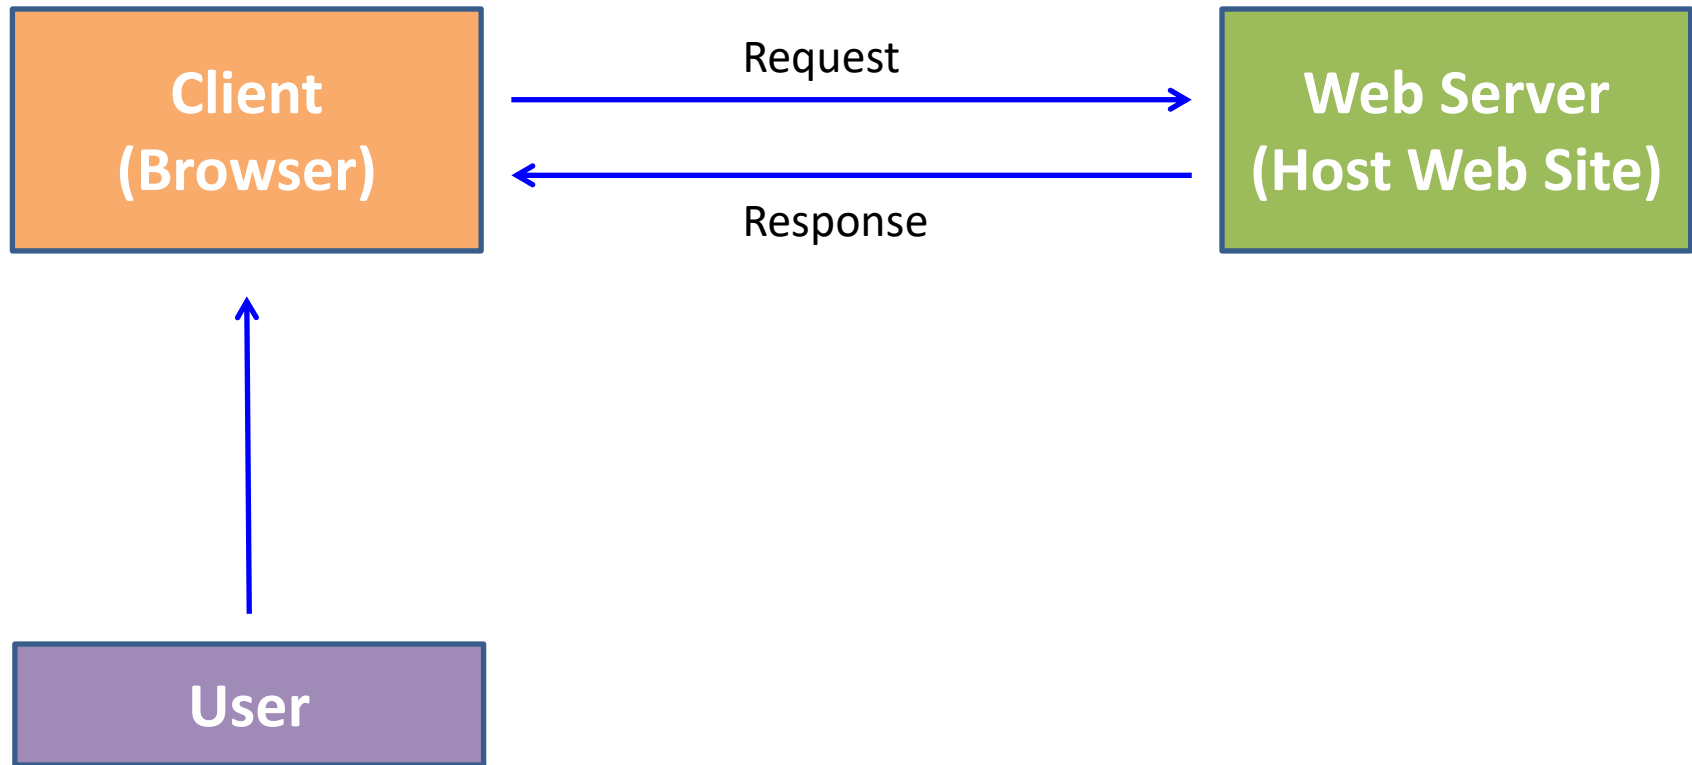 Client
(Browser)
Request
Response
Web Server
(Host Web Site)
User